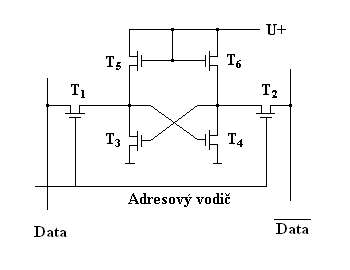 U+
T5 T6
T1 T2
T3 T4
Adresový vodič
Data Data